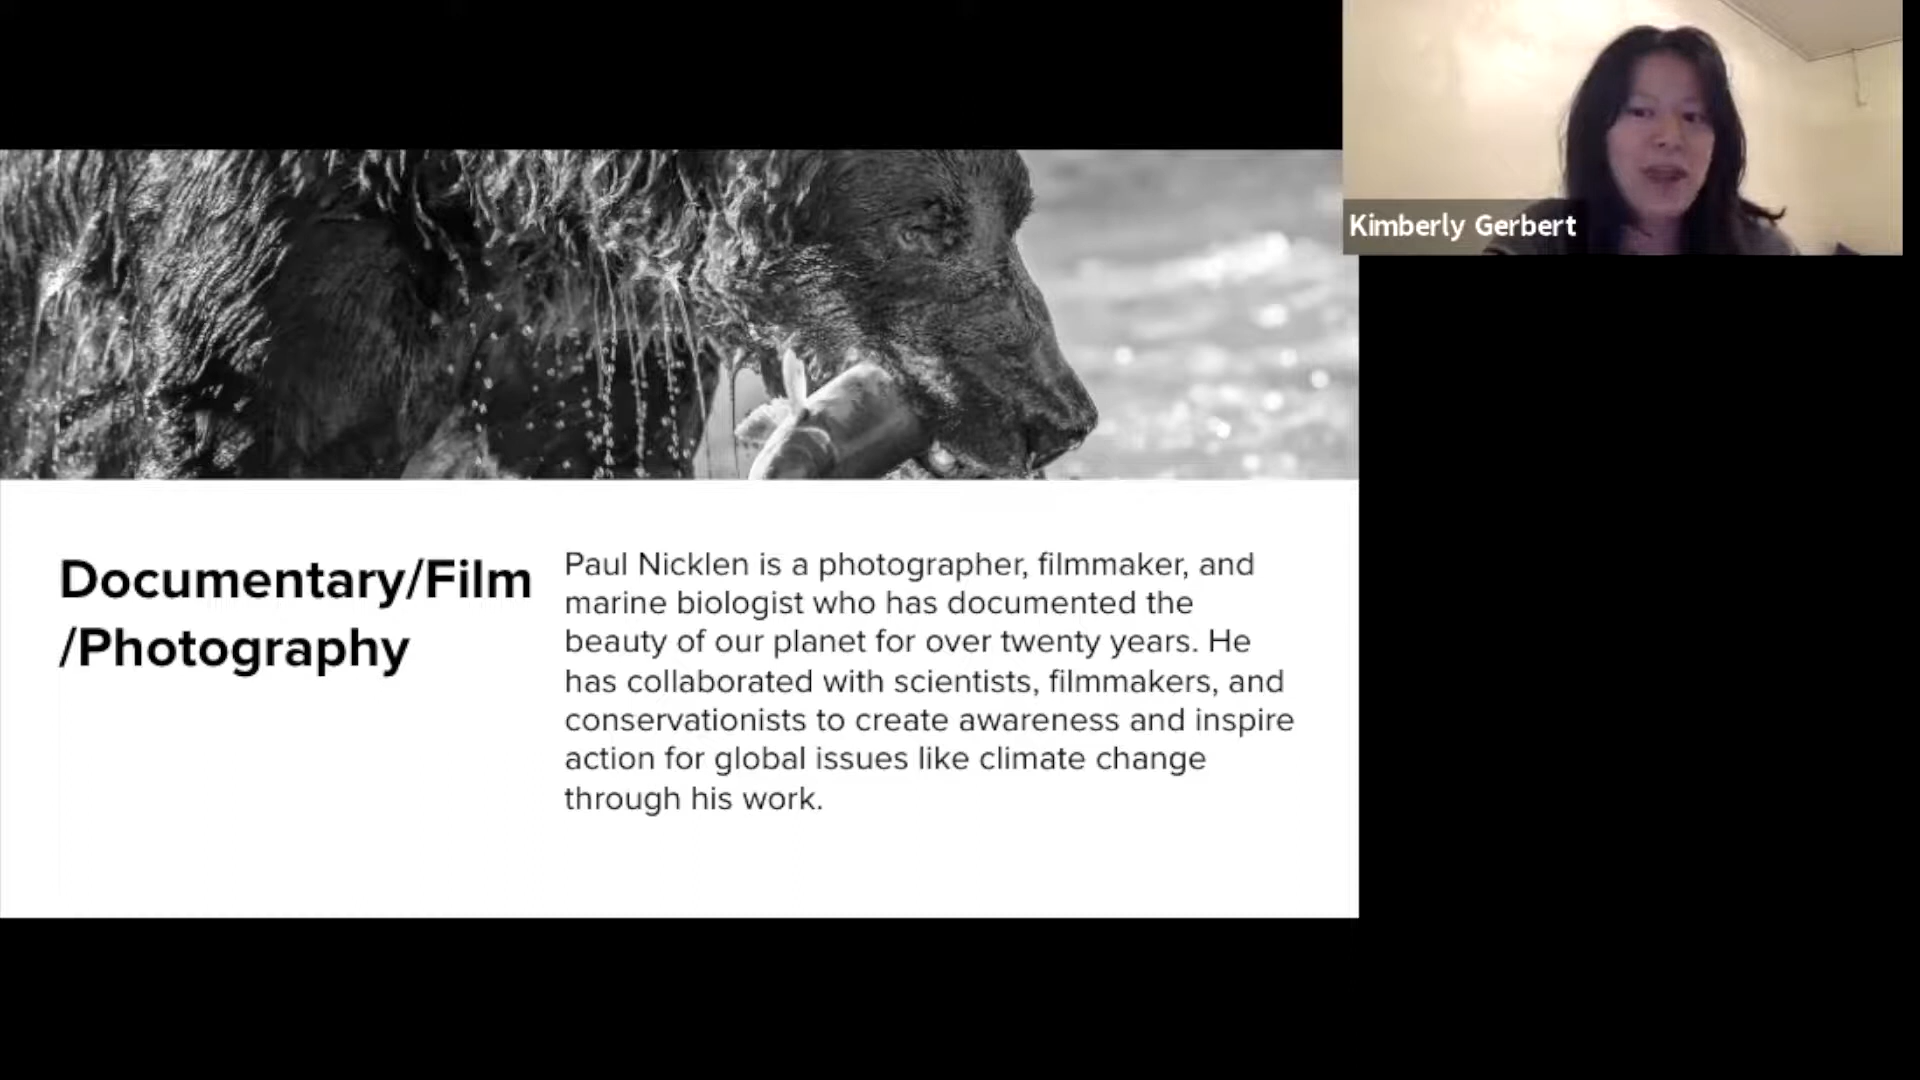 Kimberly Gerbert
Documentary/Film
/Photography
Paul Nicklen is a photographer, filmmaker, and
marine biologist who has documented the
beauty of our planet for over twenty years. He
has collaborated with scientists, filmmakers, and
conservationists to create awareness and inspire
action for global issues like climate change
through his work.